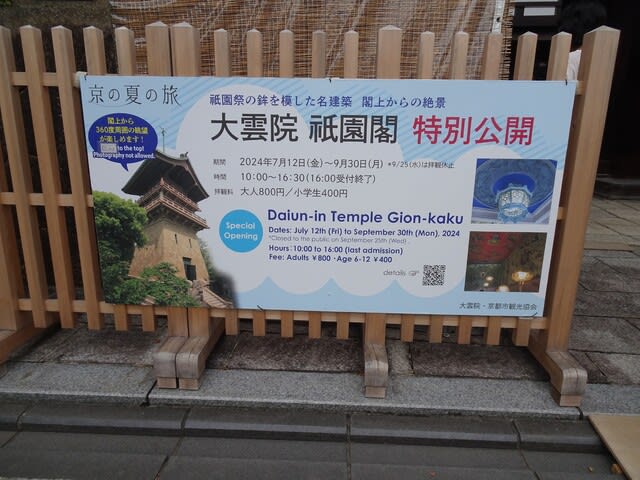 京の夏の旅
祇園祭の鉾を模した名建築 閣上からの絶景
大雲院 祇園閣 特別公開
閣上から
360度周囲の眺望
が楽しめます!
to the top!
Photography not allowed.
期間 2024年7月12日(金)~9月30日(月) *9/25(水)は拝観休止
時間 10:00~16:30(16:00受付終了)
拝観料 大人800円/小学生400円
Special
Opening
Daiun-in Temple Gion-kaku
Dates: July 12th (Fri) to September 30th (Mon), 2024
*Closed to the public on September 25th (Wed).
Hours: 10:00 to 16:00 (last admission)
Fee: Adults ¥800・Age 6-12 ¥400
details
大雲院・京都市観光協会